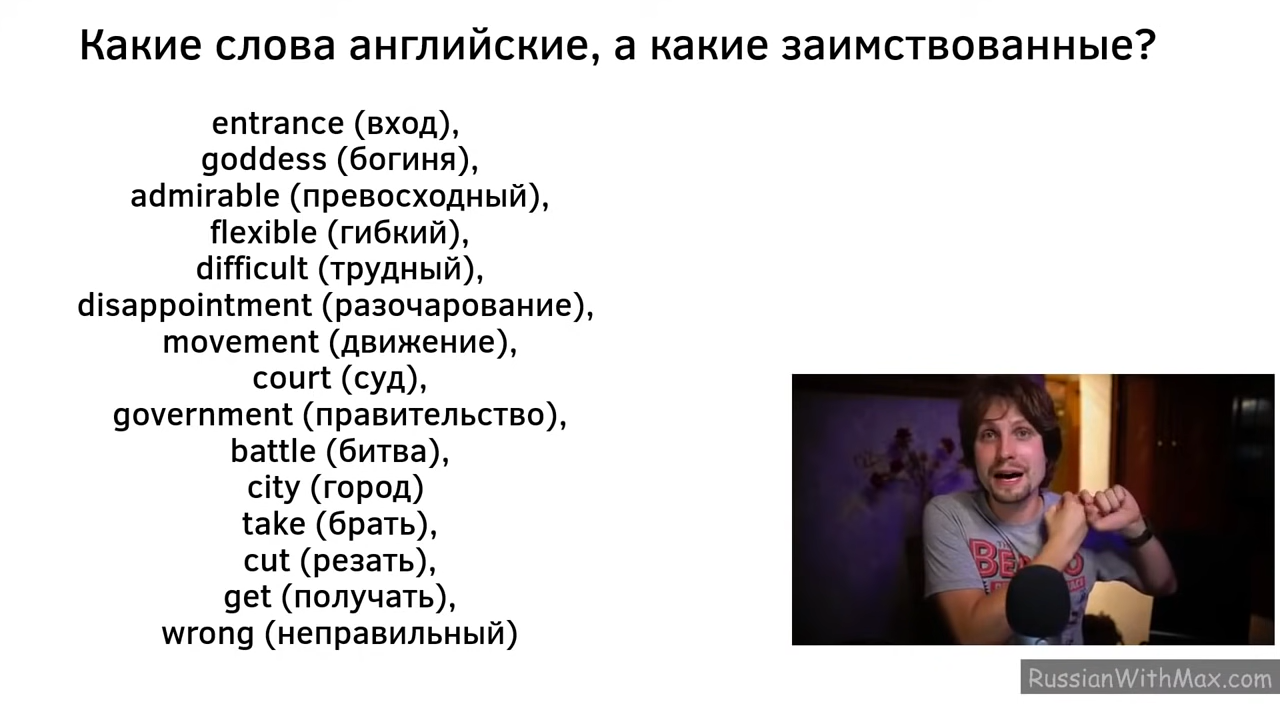 Какие слова английские, а какие заимствованные?
entrance (вход),
goddess (богиня),
admirable (превосходный),
flexible (гибкий),
difficult (трудный),
disappointment (разочарование),
movement (движение),
court (суд),
government (правительство),
battle (битва),
city (город)
take (брать),
cut (резать),
get (получать),
wrong (неправильный)
RussianWithMax.com